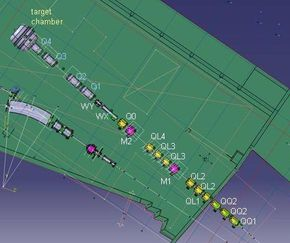 target
chamber
Q4
Q3
Q2
Q1
WY
WX
Q0
M2
QL4
QL3
QL3
M1
QL2
QL2
QL1
QQ2
QQ2
QQ1